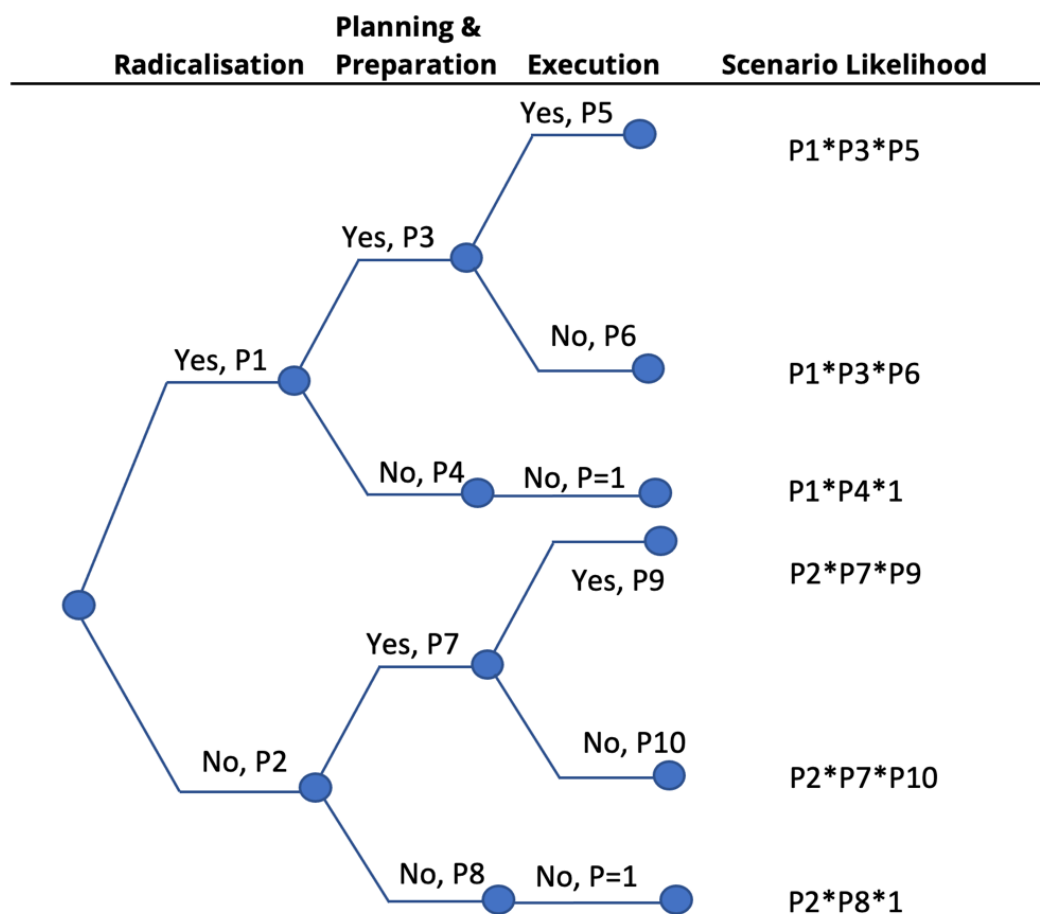 Planning &
Radicalisation Preparation Execution Scenario Likelihood
Yes, P5
P1*P3*P5
Yes, P3
No, P6
Yes, P1
P1*P3*P6
No, P4
No, P=1
P1*P4*1
Yes, P9
P2*P7*P9
Yes, P7
No, P10
No, P2
P2*P7*P10
No, P8
No, P=1
P2*P8*1